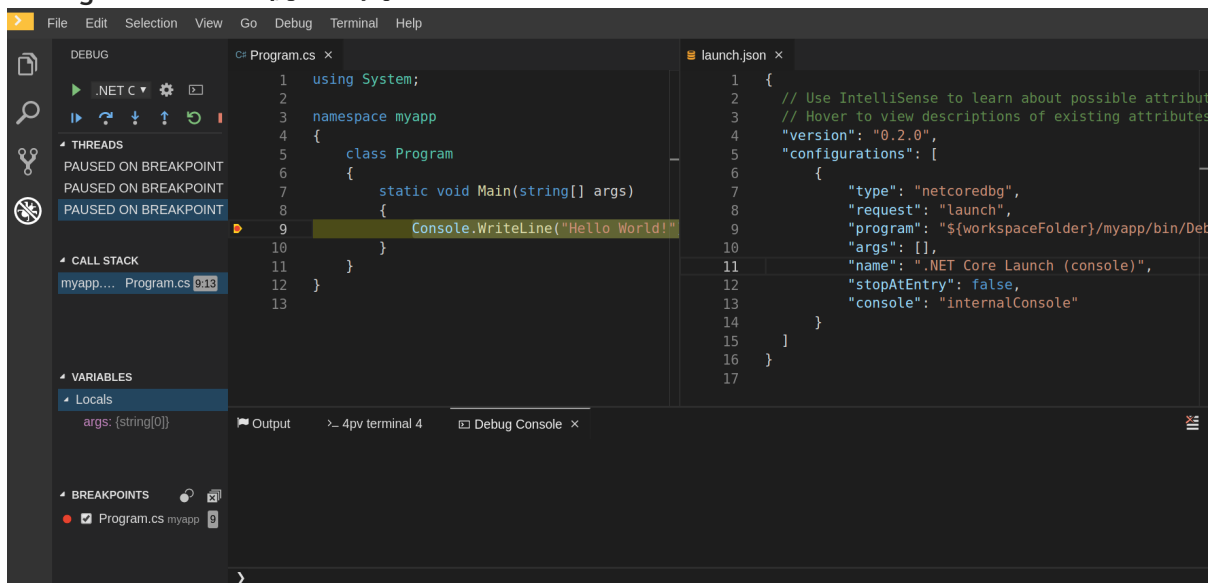 File Edit Selection View Go Debug Terminal Help
DEBUG
.NET C
THREADS
PAUSED ON BREAKPOINT
PAUSED ON BREAKPOINT
PAUSED ON BREAKPOINT
CALL STACK
myapp.... Program.cs 9:13
VARIABLES
Locals
args: {string[0]}
BREAKPOINTS
Program.cs myapp 9
C# Program.cs ×
1 using System;
2
3 namespace myapp
4 {
5 class Program
6 {
7 static void Main(string[] args)
8 {
9 Console.WriteLine("Hello World!"
10 }
11 }
12 }
13
launch.json ×
1 {
2 // Use IntelliSense to learn about possible attribut
3 // Hover to view descriptions of existing attributes
4 "version": "0.2.0",
5 "configurations": [
6 {
7 "type": "netcoredbg",
8 "request": "launch",
9 "program": "${workspaceFolder}/myapp/bin/Deb
10 "args": [],
11 "name": ".NET Core Launch (console)",
12 "stopAtEntry": false,
13 "console": "internalConsole"
14 }
15 ]
16 }
17
Output >_ 4pv terminal 4 Debug Console ×
❯